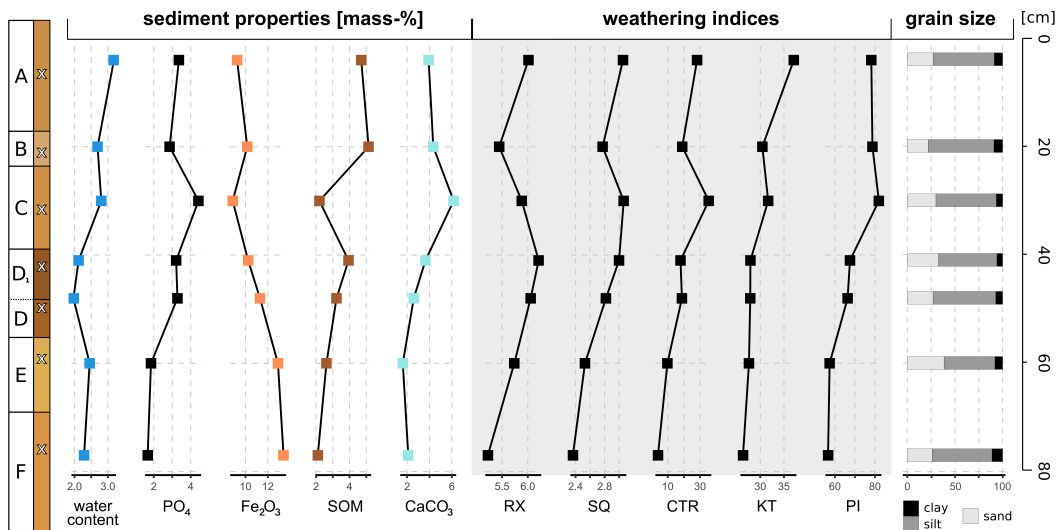 sediment properties [mass-%] weathering indices grain size [cm]
0
A X
B X 20
C X
D₁ X 40
D X
E X 60
F X
80
2.0 3.0 2 4 10 12 2 4 2 4 6 5.5 6.0 2.4 2.8 10 30 30 40 60 80 0 50 100
water content PO₄ Fe₂O₃ SOM CaCO₃ RX SQ CTR KT PI
clay
silt
sand